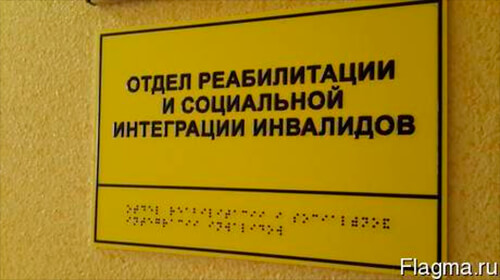 ОТДЕЛ РЕАБИЛИТАЦИИ
И СОЦИАЛЬНОЙ
ИНТЕГРАЦИИ ИНВАЛИДОВ
Flagma.ru